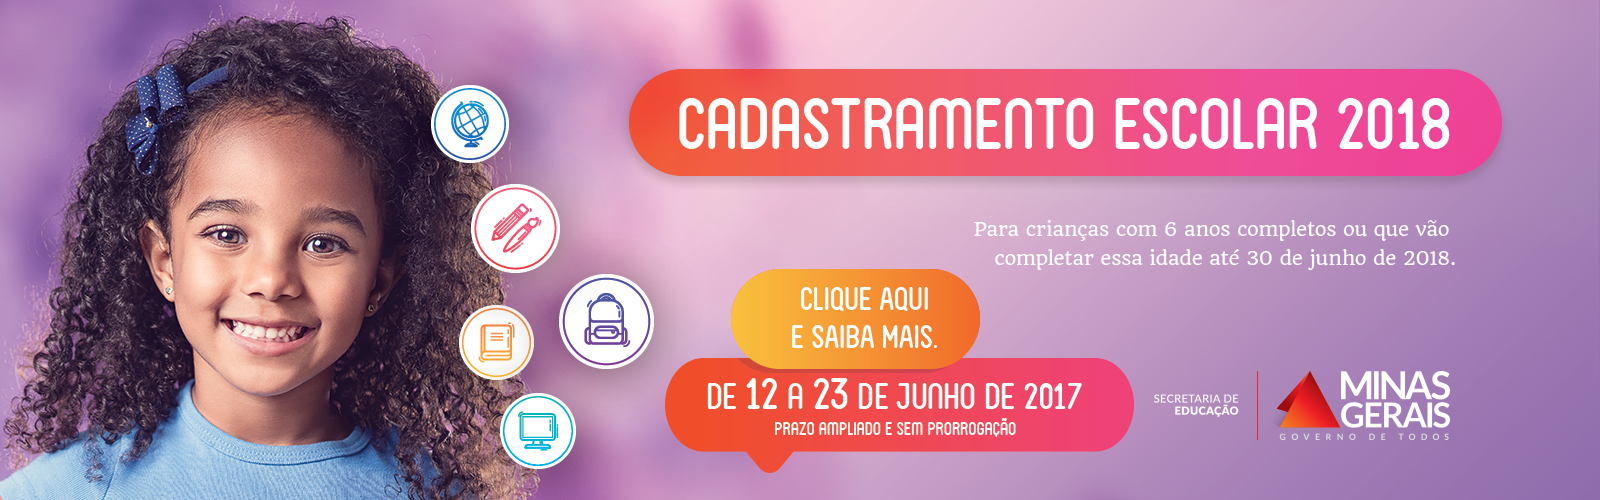 CADASTRAMENTO ESCOLAR 2018
Para crianças com 6 anos completos ou que vão
completar essa idade até 30 de junho de 2018.
CLIQUE AQUI
E SAIBA MAIS.
DE 12 A 23 DE JUNHO DE 2017
PRAZO AMPLIADO E SEM PRORROGAÇÃO
SECRETARIA DE
EDUCAÇÃO
MINAS
GERAIS
GOVERNO DE TODOS